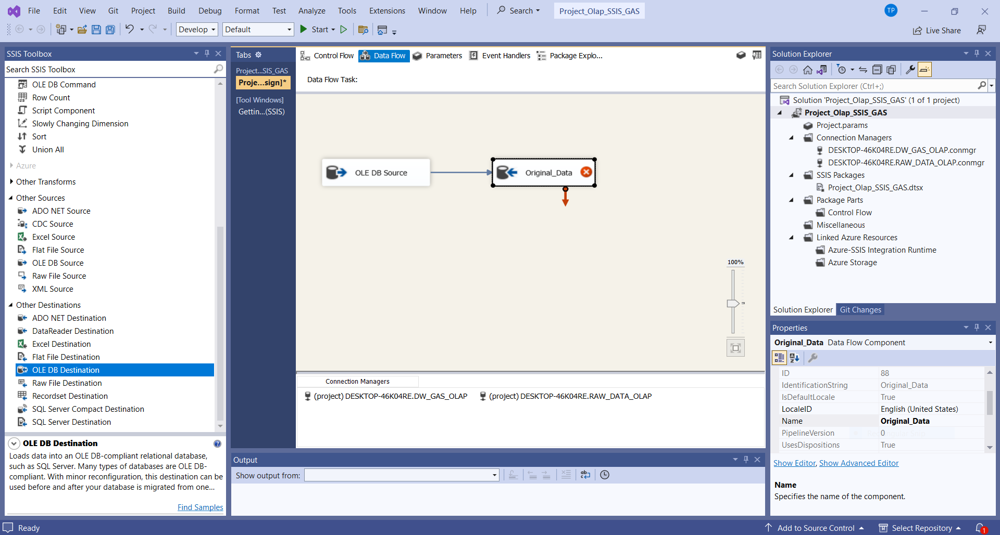 File Edit View Git Project Build Debug Format Test Analyze Tools Extensions Window Help Search Project_Olap_SSIS_GAS TP
Develop Default Start Live Share
SSIS Toolbox
Search SSIS Toolbox
OLE DB Command
Row Count
Script Component
Slowly Changing Dimension
Sort
Union All
Azure
Other Transforms
Other Sources
ADO NET Source
CDC Source
Excel Source
Flat File Source
OLE DB Source
Raw File Source
XML Source
Other Destinations
ADO NET Destination
DataReader Destination
Excel Destination
Flat File Destination
OLE DB Destination
Raw File Destination
Recordset Destination
SQL Server Compact Destination
SQL Server Destination
OLE DB Destination
Loads data into an OLE DB-compliant relational database,
such as SQL Server. Many types of databases are OLE DB-
compliant. With minor reconfiguration, this destination can be
used before and after your database is migrated from one...
Find Samples
Tabs
Project...SIS_GAS
Proje...sign]*
[Tool Windows]
Gettin...(SSIS)
Control Flow Data Flow Parameters Event Handlers Package Explo...
Data Flow Task:
OLE DB Source
Original_Data
100%
Connection Managers
(project) DESKTOP-46K04RE.DW_GAS_OLAP (project) DESKTOP-46K04RE.RAW_DATA_OLAP
Output
Show output from:
Solution Explorer
Search Solution Explorer (Ctrl+;)
Solution 'Project_Olap_SSIS_GAS' (1 of 1 project)
Project_Olap_SSIS_GAS
Project.params
Connection Managers
DESKTOP-46K04RE.DW_GAS_OLAP.conmgr
DESKTOP-46K04RE.RAW_DATA_OLAP.conmgr
SSIS Packages
Project_Olap_SSIS_GAS.dtsx
Package Parts
Control Flow
Miscellaneous
Linked Azure Resources
Azure-SSIS Integration Runtime
Azure Storage
Solution Explorer Git Changes
Properties
Original_Data Data Flow Component
ID 88
IdentificationString Original_Data
IsDefaultLocale True
LocaleID English (United States)
Name Original_Data
PipelineVersion 0
UsesDispositions True
Show Editor, Show Advanced Editor
Name
Specifies the name of the component.
Ready Add to Source Control Select Repository 1